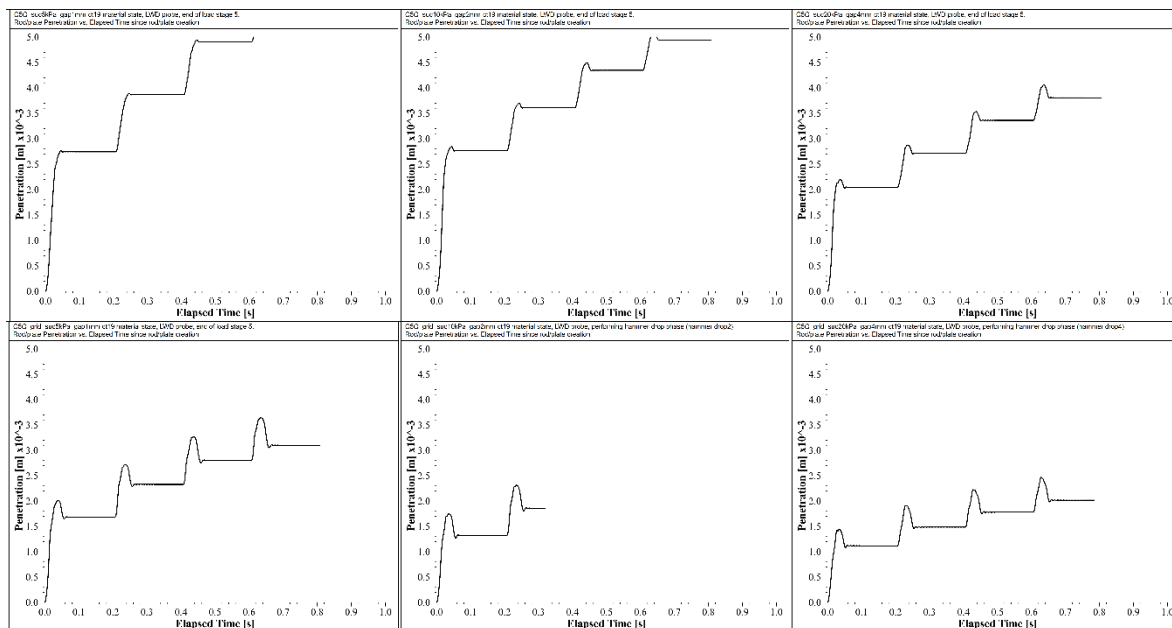 G5G_suc5kPa_gap1mm ct19 material state, LWD probe, end of load stage 5.
Rod/plate Penetration vs. Elapsed Time since rod/plate creation
Penetration [m] x10^-3
5.0
4.5
4.0
3.5
3.0
2.5
2.0
1.5
1.0
0.5
0.0
0.0 0.1 0.2 0.3 0.4 0.5 0.6 0.7 0.8 0.9 1.0
Elapsed Time [s]
G5G_suc10kPa_gap2mm ct19 material state, LWD probe, end of load stage 5.
Rod/plate Penetration vs. Elapsed Time since rod/plate creation
Penetration [m] x10^-3
5.0
4.5
4.0
3.5
3.0
2.5
2.0
1.5
1.0
0.5
0.0
0.0 0.1 0.2 0.3 0.4 0.5 0.6 0.7 0.8 0.9 1.0
Elapsed Time [s]
G5G_suc20kPa_gap4mm ct19 material state, LWD probe, end of load stage 5.
Rod/plate Penetration vs. Elapsed Time since rod/plate creation
Penetration [m] x10^-3
5.0
4.5
4.0
3.5
3.0
2.5
2.0
1.5
1.0
0.5
0.0
0.0 0.1 0.2 0.3 0.4 0.5 0.6 0.7 0.8 0.9 1.0
Elapsed Time [s]
G5G_grid_suc5kPa_gap1mm ct19 material state, LWD probe, end of load stage 5.
Rod/plate Penetration vs. Elapsed Time since rod/plate creation
Penetration [m] x10^-3
5.0
4.5
4.0
3.5
3.0
2.5
2.0
1.5
1.0
0.5
0.0
0.0 0.1 0.2 0.3 0.4 0.5 0.6 0.7 0.8 0.9 1.0
Elapsed Time [s]
G5G_grid_suc10kPa_gap2mm ct19 material state, LWD probe, performing hammer drop phase (hammer drop2)
Rod/plate Penetration vs. Elapsed Time since rod/plate creation
Penetration [m] x10^-3
5.0
4.5
4.0
3.5
3.0
2.5
2.0
1.5
1.0
0.5
0.0
0.0 0.1 0.2 0.3 0.4 0.5 0.6 0.7 0.8 0.9 1.0
Elapsed Time [s]
G5G_grid_suc20kPa_gap4mm ct19 material state, LWD probe, performing hammer drop phase (hammer drop4)
Rod/plate Penetration vs. Elapsed Time since rod/plate creation
Penetration [m] x10^-3
5.0
4.5
4.0
3.5
3.0
2.5
2.0
1.5
1.0
0.5
0.0
0.0 0.1 0.2 0.3 0.4 0.5 0.6 0.7 0.8 0.9 1.0
Elapsed Time [s]